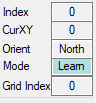 Index 0
CurXY 0
Orient North
Mode Learn
Grid Index 0